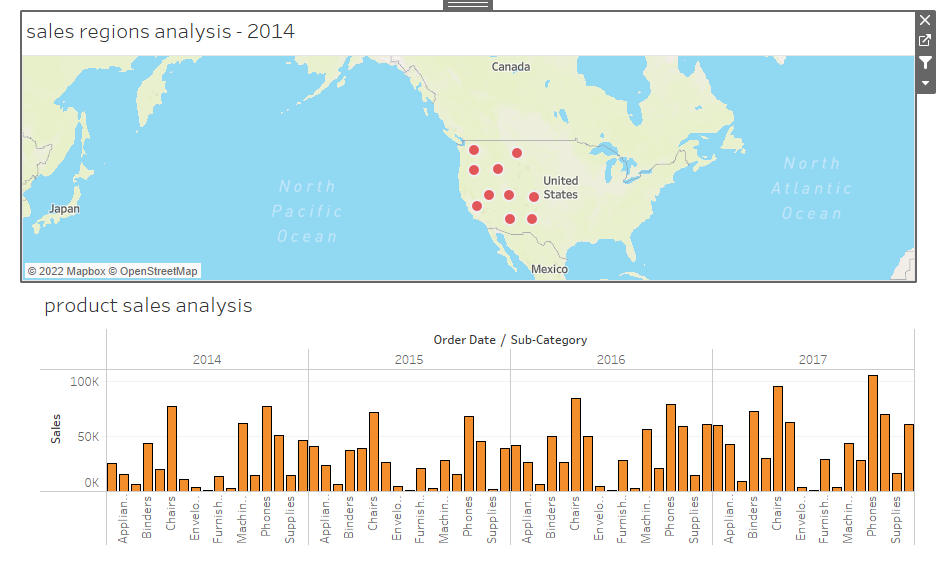 sales regions analysis - 2014
Canada
United
States
North
Pacific
Ocean
North
Atlantic
Ocean
Japan
Mexico
© 2022 Mapbox © OpenStreetMap
product sales analysis
Order Date / Sub-Category
2014 2015 2016 2017
100K
50K
0K
Sales
Applian.. Binders Chairs Envelo.. Furnish.. Machin.. Phones Supplies Applian.. Binders Chairs Envelo.. Furnish.. Machin.. Phones Supplies Applian.. Binders Chairs Envelo.. Furnish.. Machin.. Phones Supplies Applian.. Binders Chairs Envelo.. Furnish.. Machin.. Phones Supplies